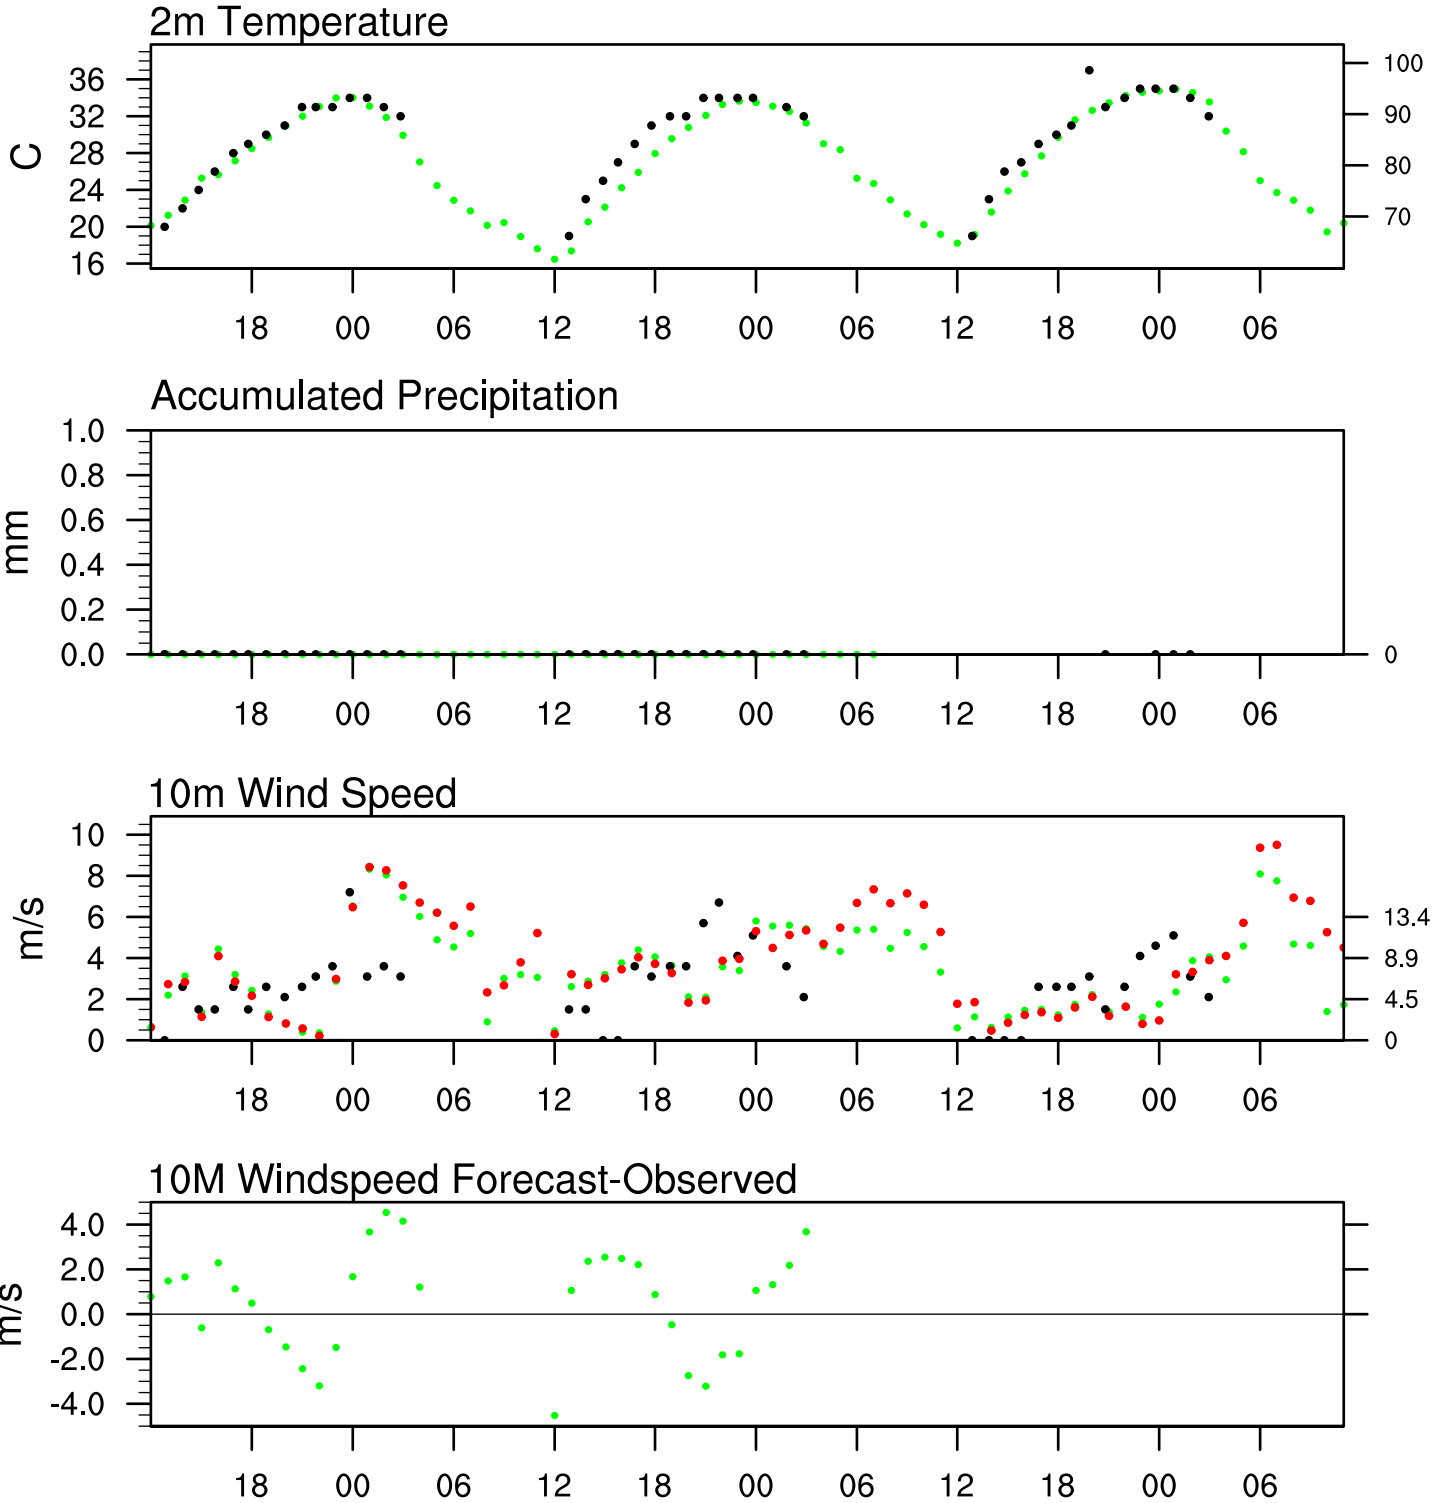 2m Temperature
36
32
28
24
20
16
C
100
90
80
70
18 00 06 12 18 00 06 12 18 00 06
Accumulated Precipitation
1.0
0.8
0.6
0.4
0.2
0.0
mm
0
18 00 06 12 18 00 06 12 18 00 06
10m Wind Speed
10
8
6
4
2
0
m/s
13.4
8.9
4.5
0
18 00 06 12 18 00 06 12 18 00 06
10M Windspeed Forecast-Observed
4.0
2.0
0.0
-2.0
-4.0
m/s
18 00 06 12 18 00 06 12 18 00 06